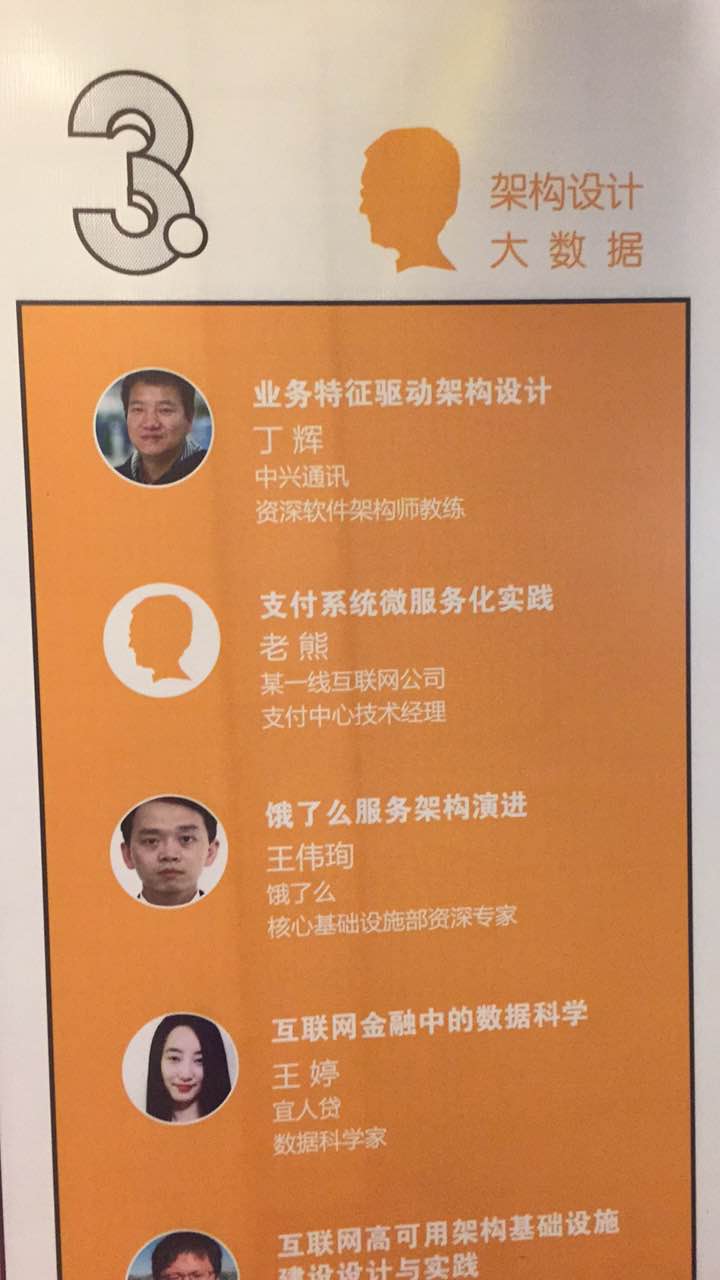 3.
架构设计
大数据
业务特征驱动架构设计
丁辉
中兴通讯
资深软件架构师教练
支付系统微服务化实践
老熊
某一线互联网公司
支付中心技术经理
饿了么服务架构演进
王伟珣
饿了么
核心基础设施部资深专家
互联网金融中的数据科学
王婷
宜人贷
数据科学家
互联网高可用架构基础设施
建设设计与实践